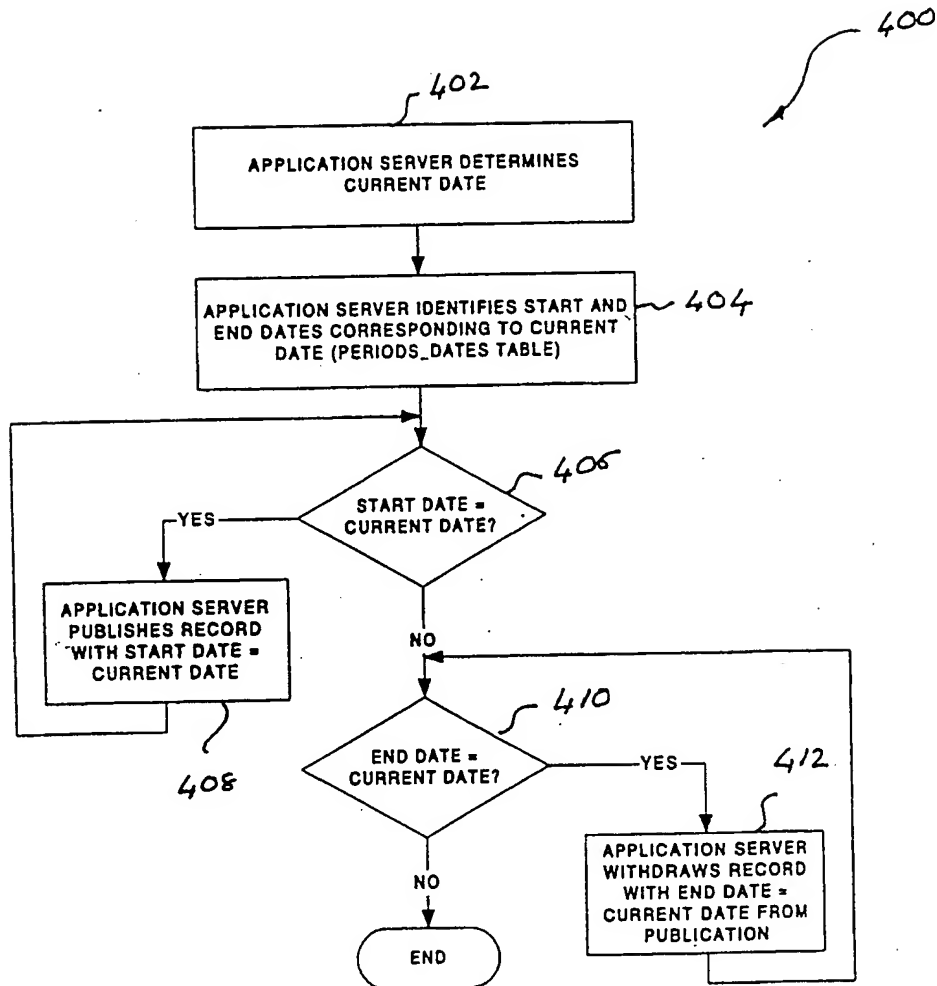 400
402
APPLICATION SERVER DETERMINES
CURRENT DATE
404
APPLICATION SERVER IDENTIFIES START AND
END DATES CORRESPONDING TO CURRENT
DATE (PERIODS_DATES TABLE)
406
START DATE =
CURRENT DATE?
YES
APPLICATION SERVER
PUBLISHES RECORD
WITH START DATE =
CURRENT DATE
408
NO
410
END DATE =
CURRENT DATE?
YES
412
APPLICATION SERVER
WITHDRAWS RECORD
WITH END DATE =
CURRENT DATE FROM
PUBLICATION
NO
END